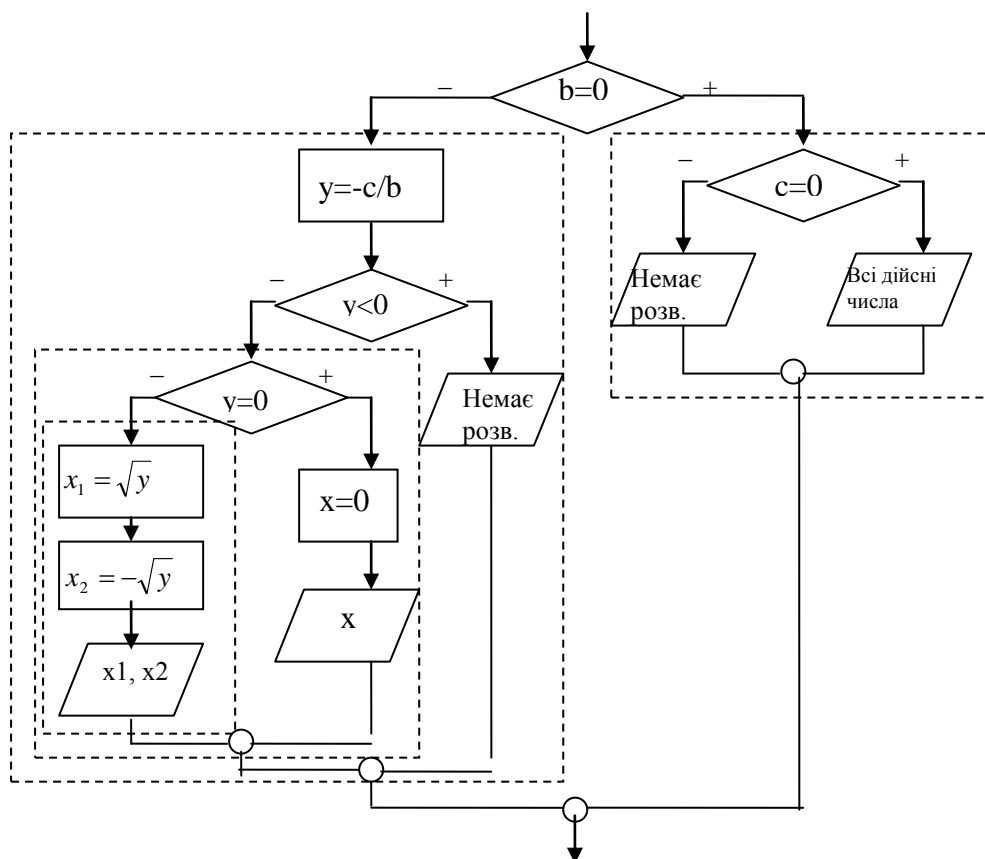 b=0
–
+
y=-c/b
–
+
c=0
Немає
розв.
Всі дійсні
числа
–
+
y<0
–
+
y=0
Немає
розв.
x₁ = √y
x=0
x₂ = −√y
x
x1, x2